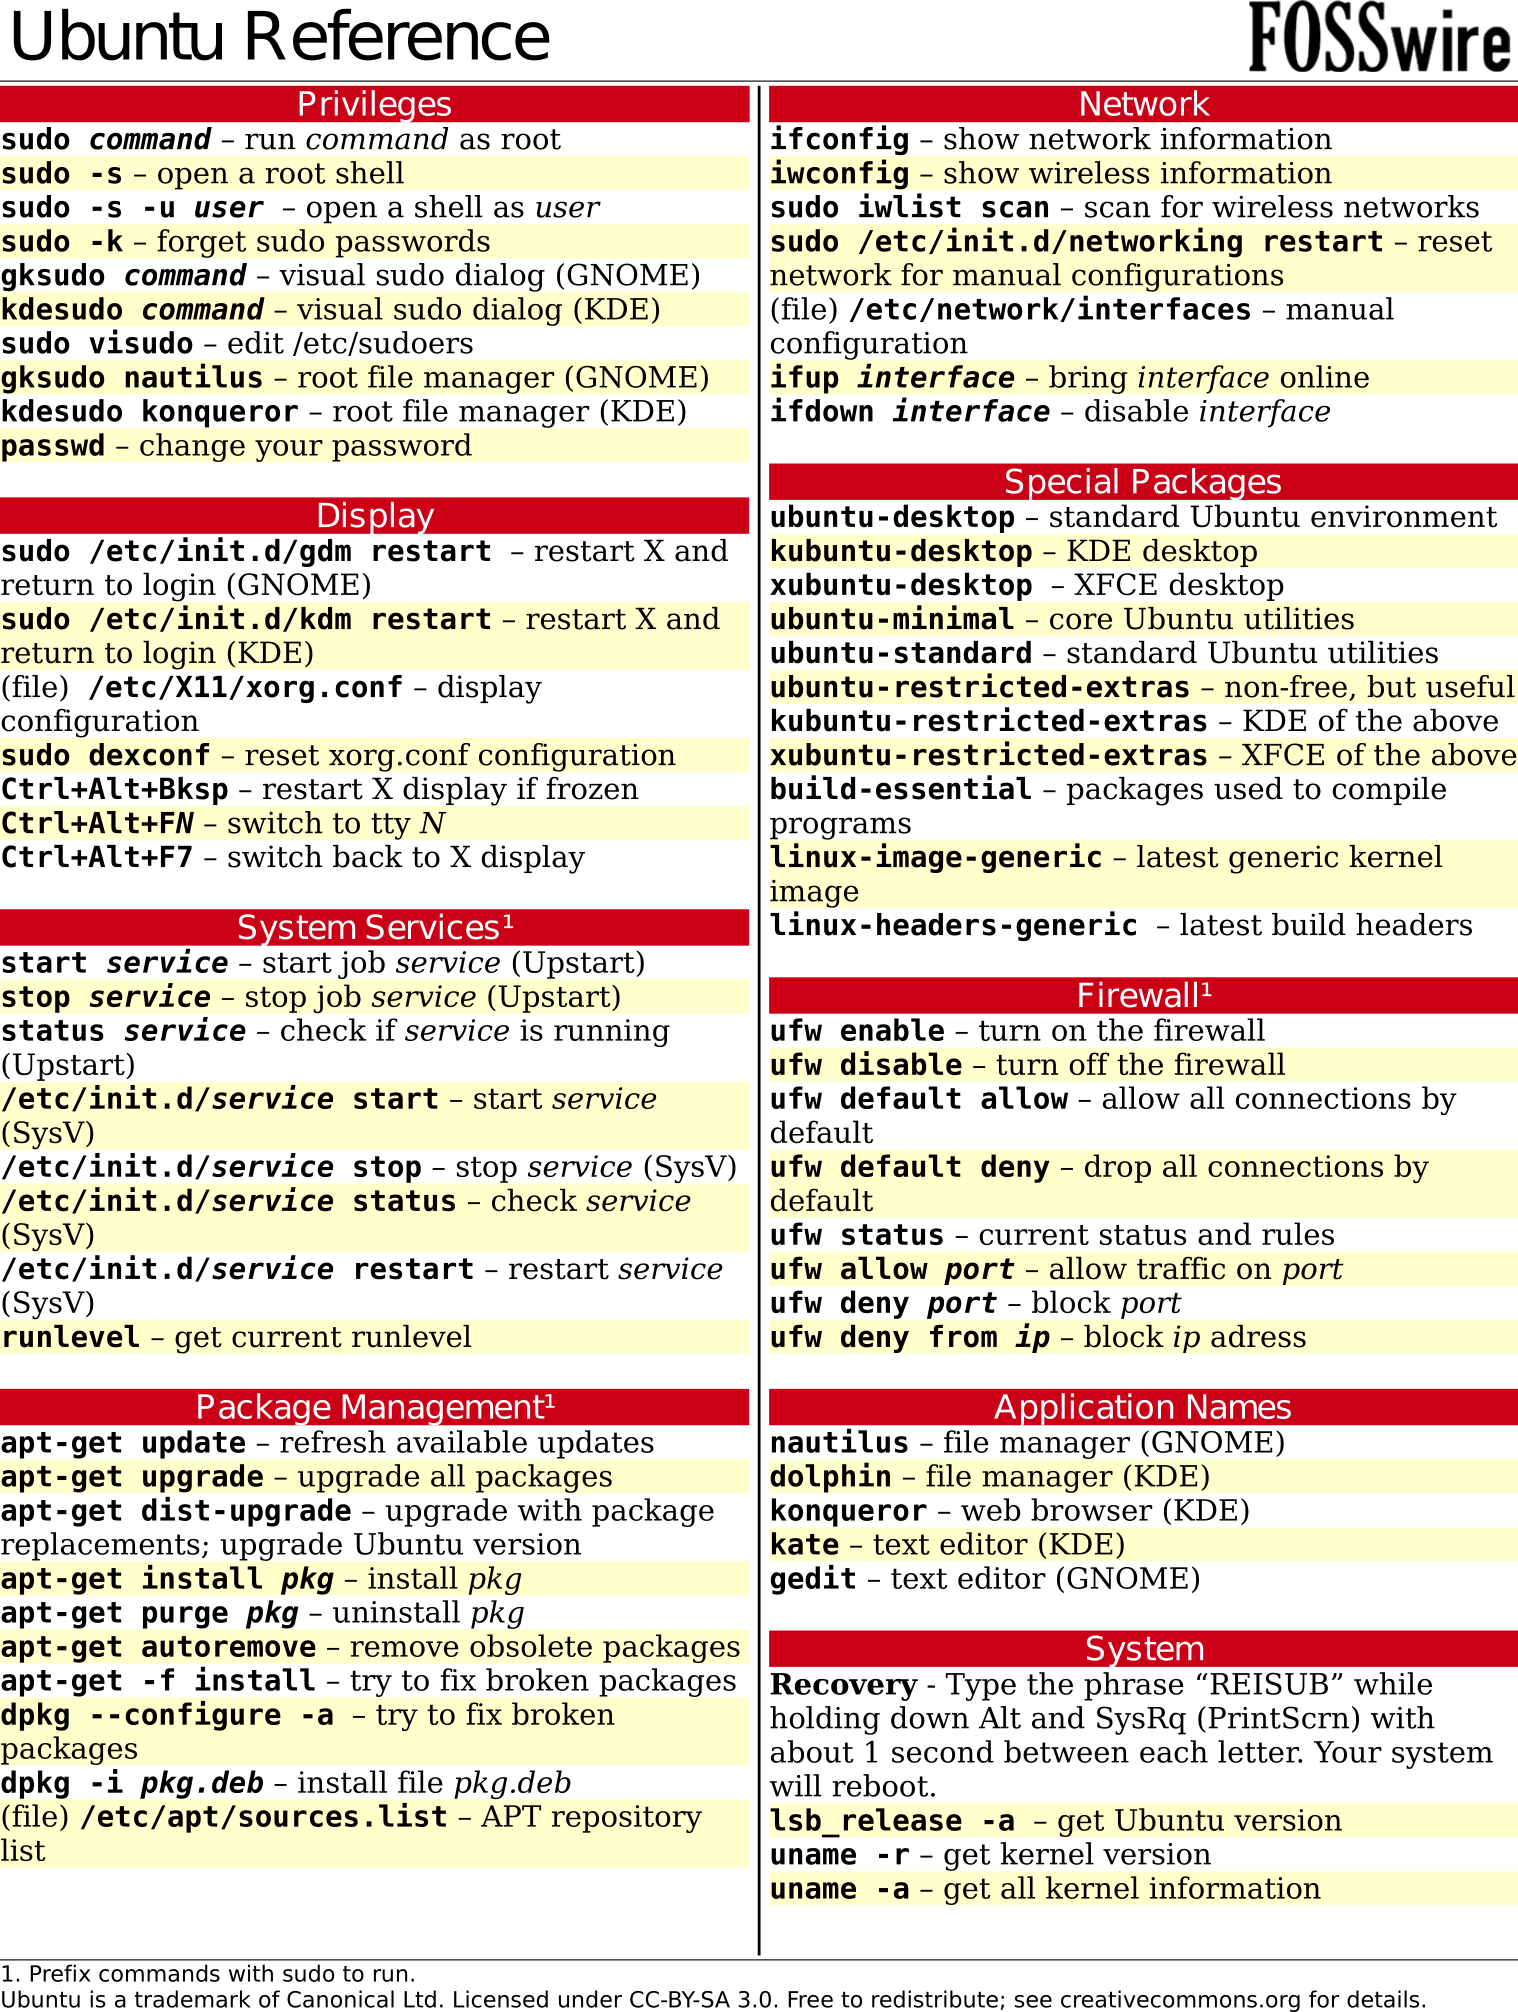 Ubuntu Reference
FOSSwire
Privileges
sudo command – run command as root
sudo -s – open a root shell
sudo -s -u user – open a shell as user
sudo -k – forget sudo passwords
gksudo command – visual sudo dialog (GNOME)
kdesudo command – visual sudo dialog (KDE)
sudo visudo – edit /etc/sudoers
gksudo nautilus – root file manager (GNOME)
kdesudo konqueror – root file manager (KDE)
passwd – change your password
Display
sudo /etc/init.d/gdm restart – restart X and
return to login (GNOME)
sudo /etc/init.d/kdm restart – restart X and
return to login (KDE)
(file) /etc/X11/xorg.conf – display
configuration
sudo dexconf – reset xorg.conf configuration
Ctrl+Alt+Bksp – restart X display if frozen
Ctrl+Alt+FN – switch to tty N
Ctrl+Alt+F7 – switch back to X display
System Services¹
start service – start job service (Upstart)
stop service – stop job service (Upstart)
status service – check if service is running
(Upstart)
/etc/init.d/service start – start service
(SysV)
/etc/init.d/service stop – stop service (SysV)
/etc/init.d/service status – check service
(SysV)
/etc/init.d/service restart – restart service
(SysV)
runlevel – get current runlevel
Package Management¹
apt-get update – refresh available updates
apt-get upgrade – upgrade all packages
apt-get dist-upgrade – upgrade with package
replacements; upgrade Ubuntu version
apt-get install pkg – install pkg
apt-get purge pkg – uninstall pkg
apt-get autoremove – remove obsolete packages
apt-get -f install – try to fix broken packages
dpkg --configure -a – try to fix broken
packages
dpkg -i pkg.deb – install file pkg.deb
(file) /etc/apt/sources.list – APT repository
list
Network
ifconfig – show network information
iwconfig – show wireless information
sudo iwlist scan – scan for wireless networks
sudo /etc/init.d/networking restart – reset
network for manual configurations
(file) /etc/network/interfaces – manual
configuration
ifup interface – bring interface online
ifdown interface – disable interface
Special Packages
ubuntu-desktop – standard Ubuntu environment
kubuntu-desktop – KDE desktop
xubuntu-desktop – XFCE desktop
ubuntu-minimal – core Ubuntu utilities
ubuntu-standard – standard Ubuntu utilities
ubuntu-restricted-extras – non-free, but useful
kubuntu-restricted-extras – KDE of the above
xubuntu-restricted-extras – XFCE of the above
build-essential – packages used to compile
programs
linux-image-generic – latest generic kernel
image
linux-headers-generic – latest build headers
Firewall¹
ufw enable – turn on the firewall
ufw disable – turn off the firewall
ufw default allow – allow all connections by
default
ufw default deny – drop all connections by
default
ufw status – current status and rules
ufw allow port – allow traffic on port
ufw deny port – block port
ufw deny from ip – block ip adress
Application Names
nautilus – file manager (GNOME)
dolphin – file manager (KDE)
konqueror – web browser (KDE)
kate – text editor (KDE)
gedit – text editor (GNOME)
System
Recovery - Type the phrase “REISUB” while
holding down Alt and SysRq (PrintScrn) with
about 1 second between each letter. Your system
will reboot.
lsb_release -a – get Ubuntu version
uname -r – get kernel version
uname -a – get all kernel information
1. Prefix commands with sudo to run.
Ubuntu is a trademark of Canonical Ltd. Licensed under CC-BY-SA 3.0. Free to redistribute; see creativecommons.org for details.